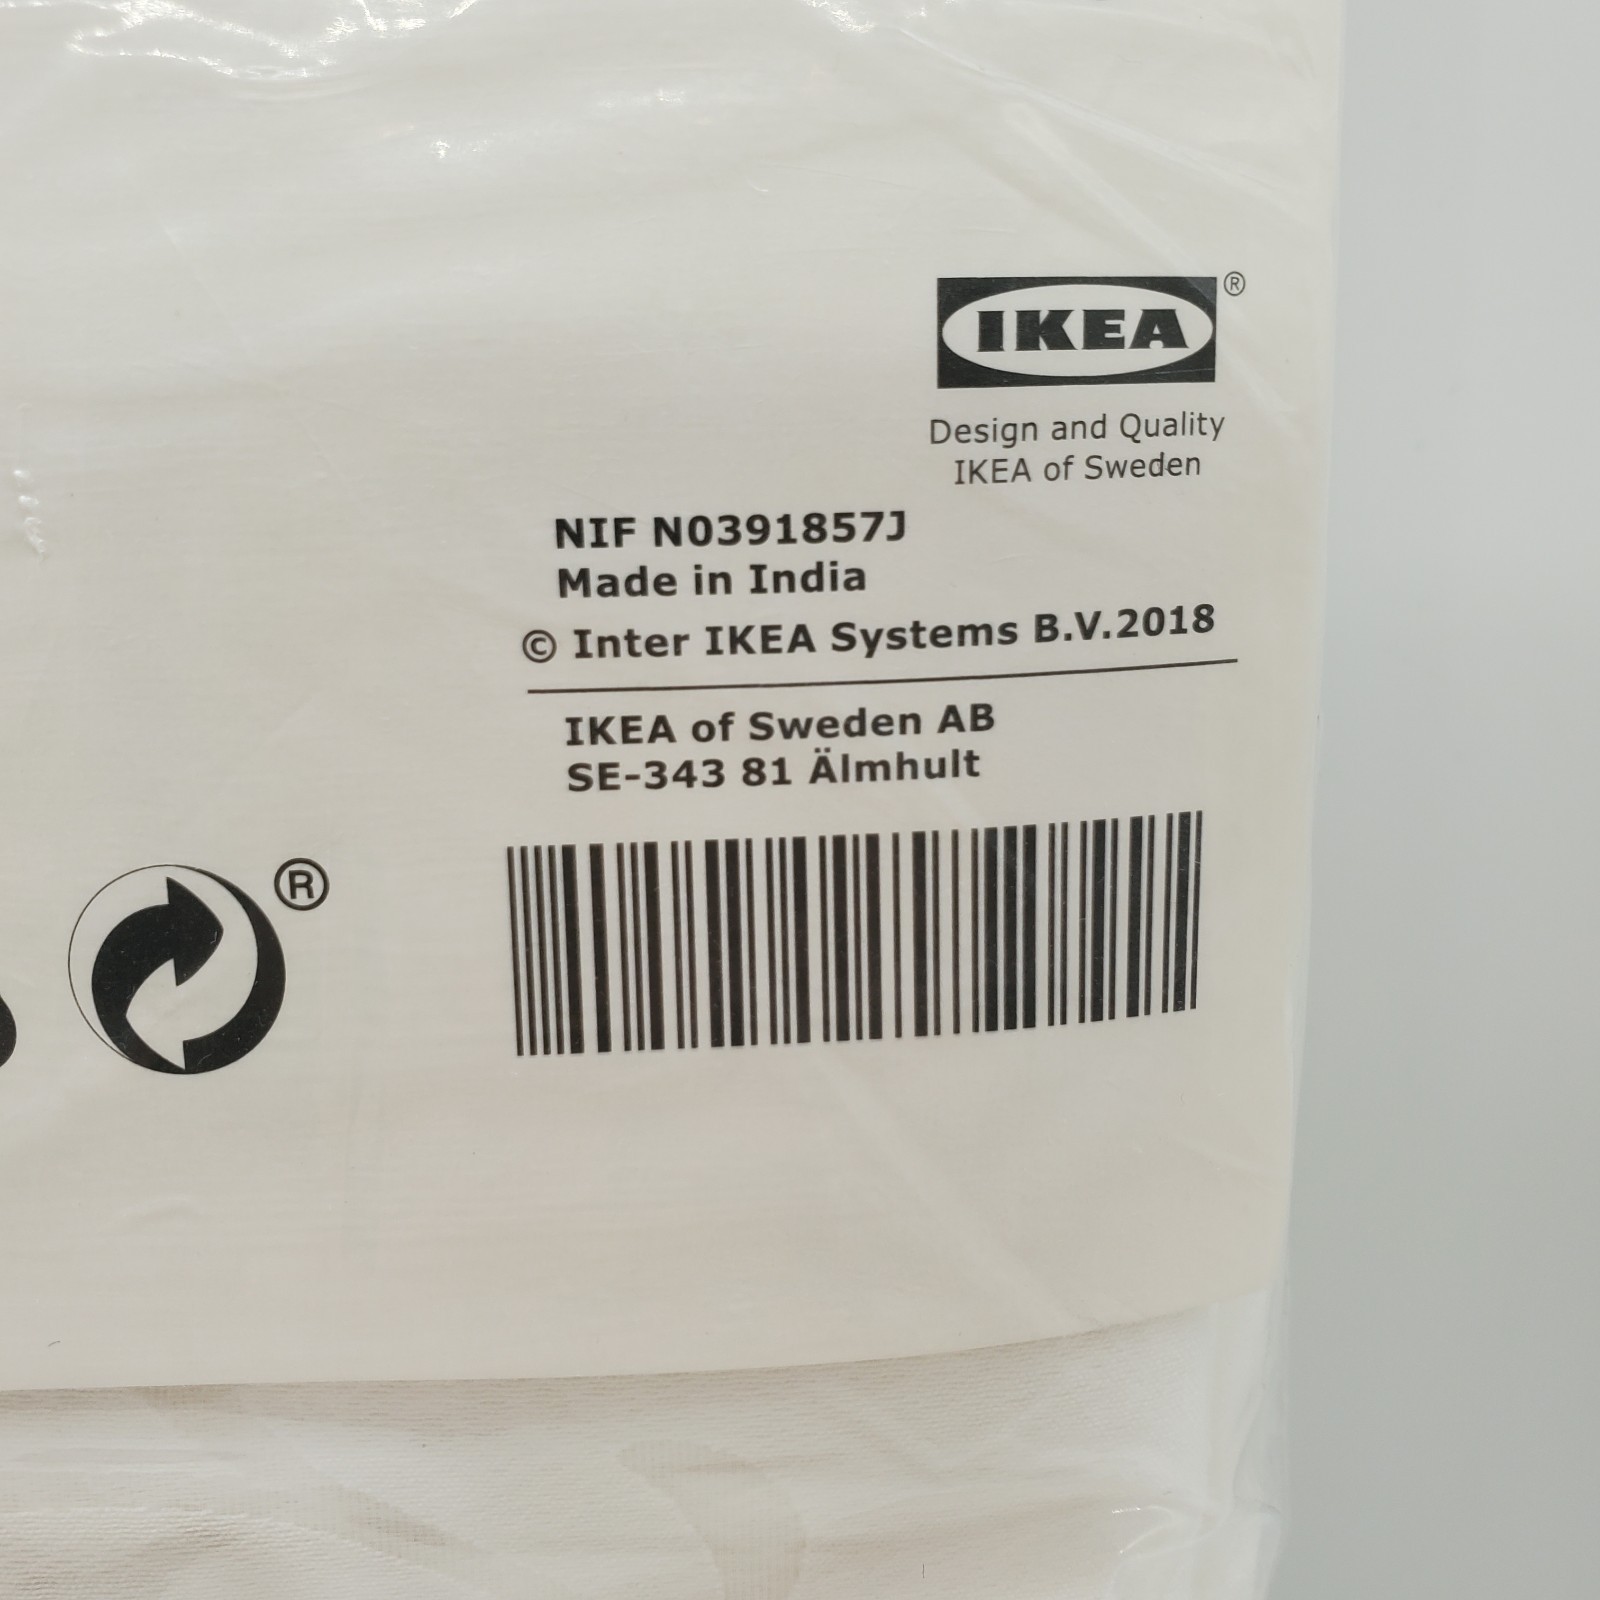 IKEA ®
Design and Quality
IKEA of Sweden
NIF N0391857J
Made in India
© Inter IKEA Systems B.V.2018
IKEA of Sweden AB
SE-343 81 Älmhult
®